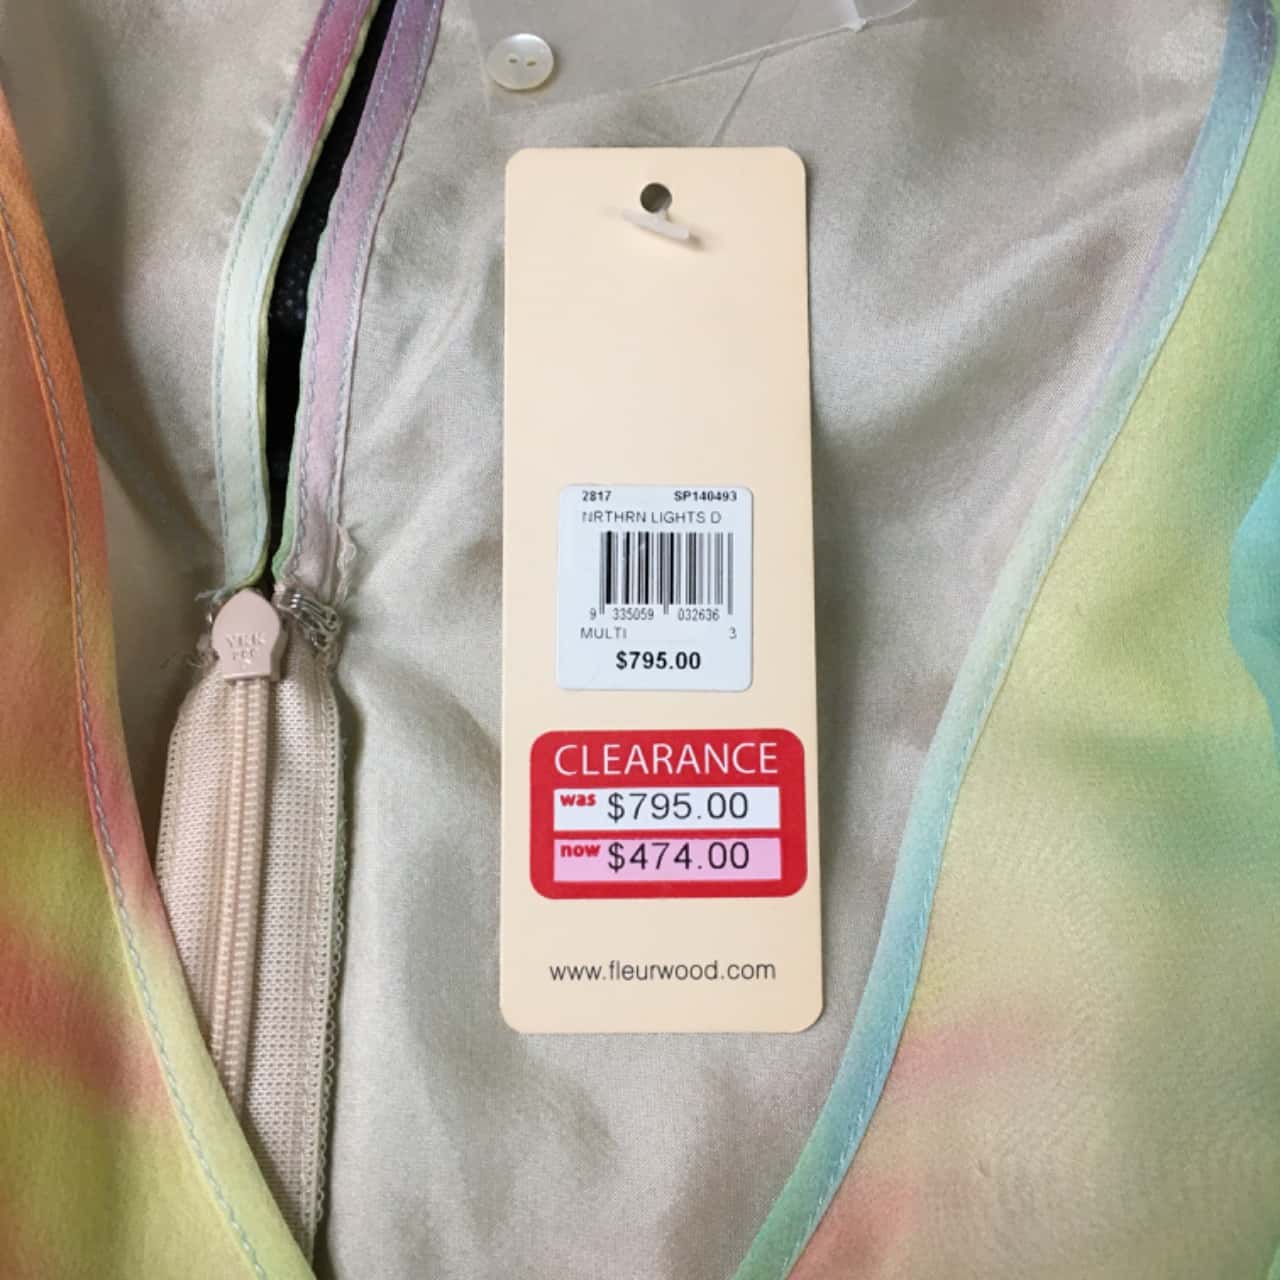 2817 SP140493
NRTHRN LIGHTS D
9 335059 032636
MULTI 3
$795.00
CLEARANCE
was $795.00
now $474.00
www.fleurwood.com
YKK